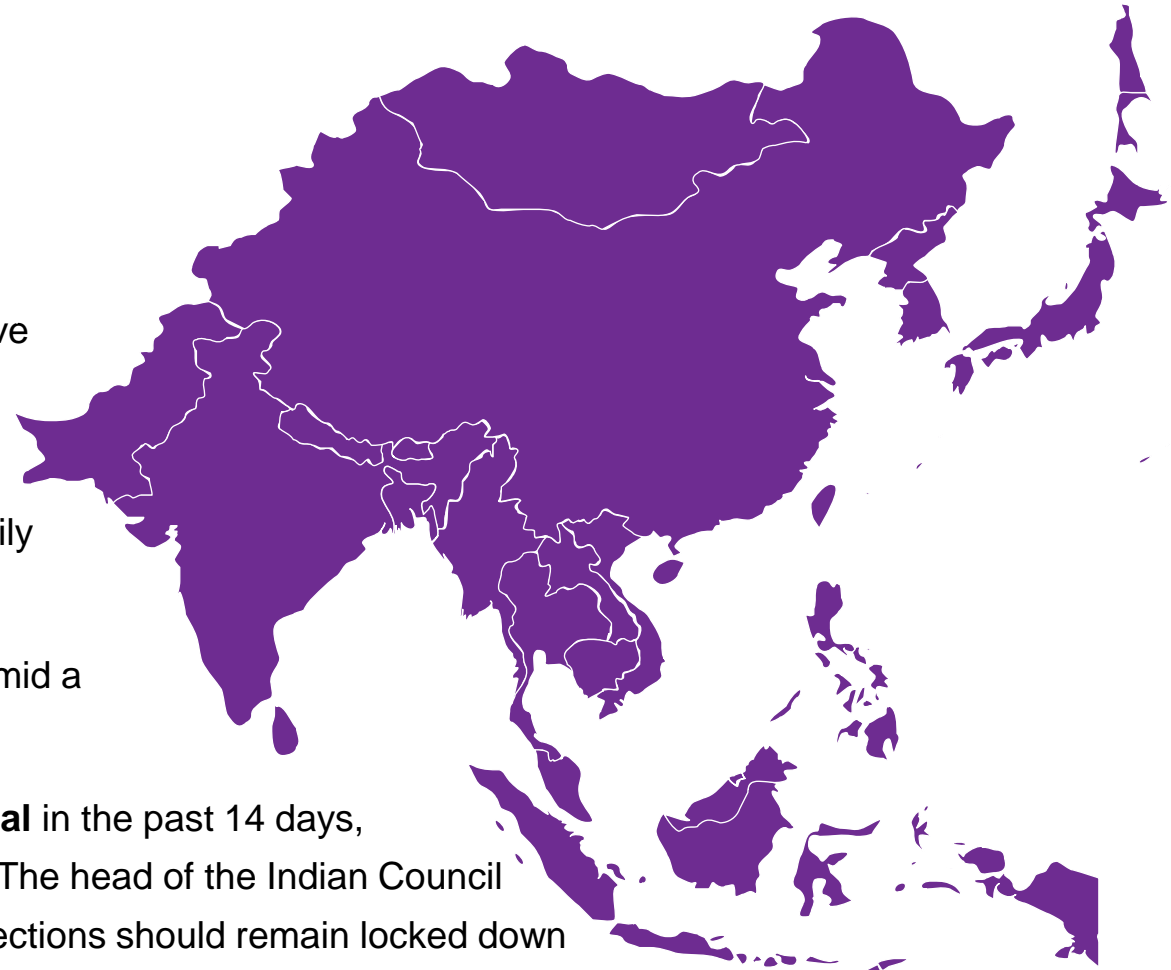 ve
ily
mid a
al in the past 14 days,
The head of the Indian Council
ections should remain locked down